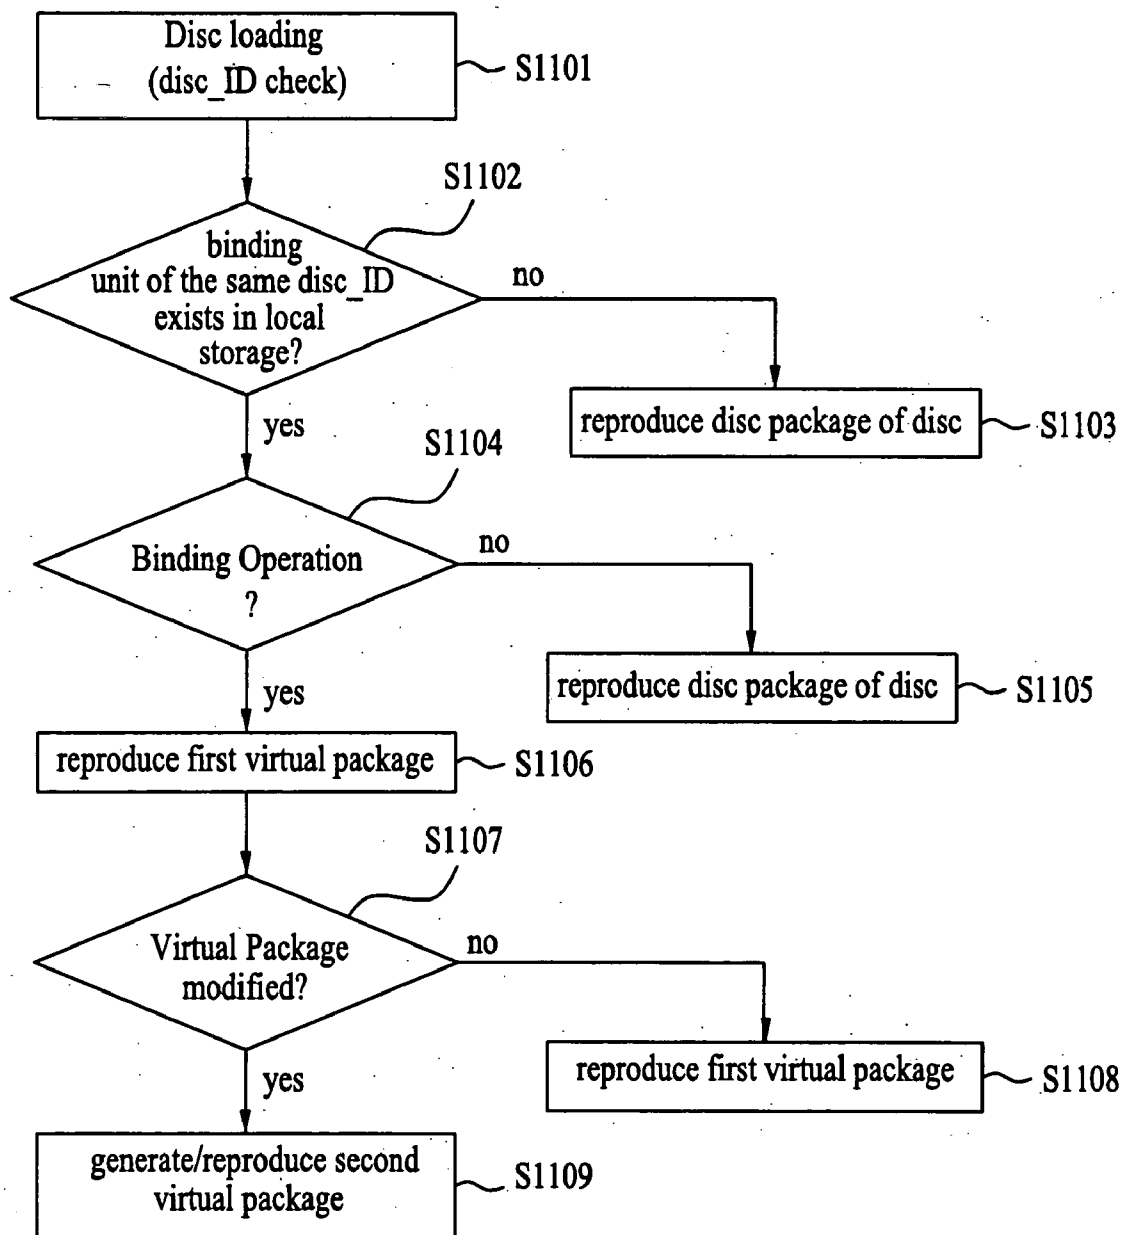 Disc loading
(disc_ID check)
S1101
S1102
binding
unit of the same disc_ID
exists in local
storage?
no
reproduce disc package of disc
S1103
yes
S1104
Binding Operation
?
no
reproduce disc package of disc
S1105
yes
reproduce first virtual package
S1106
S1107
Virtual Package
modified?
no
reproduce first virtual package
S1108
yes
generate/reproduce second
virtual package
S1109